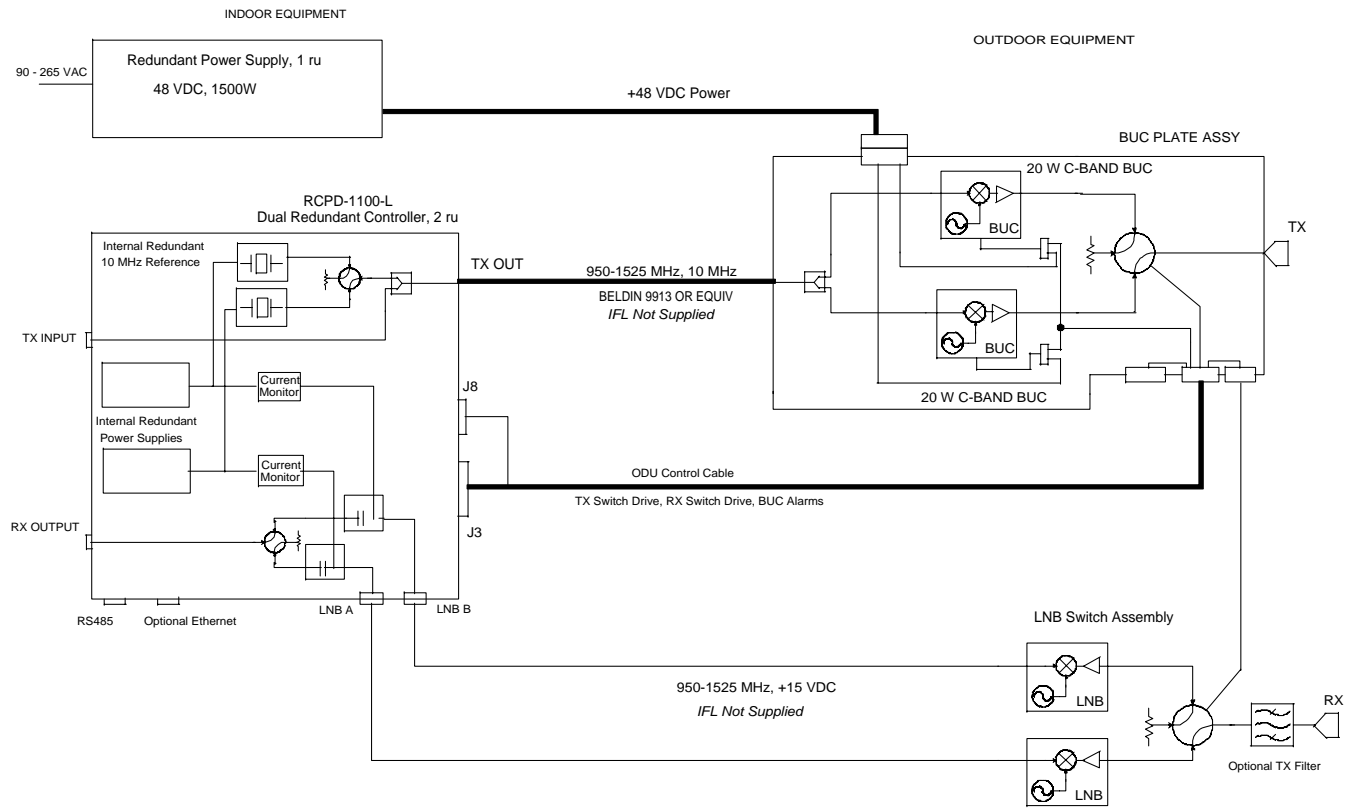 INDOOR EQUIPMENT
OUTDOOR EQUIPMENT
90 - 265 VAC
Redundant Power Supply, 1 ru
48 VDC, 1500W
+48 VDC Power
BUC PLATE ASSY
20 W C-BAND BUC
BUC
TX
BUC
20 W C-BAND BUC
RCPD-1100-L
Dual Redundant Controller, 2 ru
Internal Redundant
10 MHz Reference
TX OUT
950-1525 MHz, 10 MHz
BELDIN 9913 OR EQUIV
IFL Not Supplied
TX INPUT
Current
Monitor
J8
Internal Redundant
Power Supplies
Current
Monitor
ODU Control Cable
TX Switch Drive, RX Switch Drive, BUC Alarms
RX OUTPUT
J3
RS485
Optional Ethernet
LNB A
LNB B
LNB Switch Assembly
950-1525 MHz, +15 VDC
IFL Not Supplied
LNB
RX
Optional TX Filter
LNB